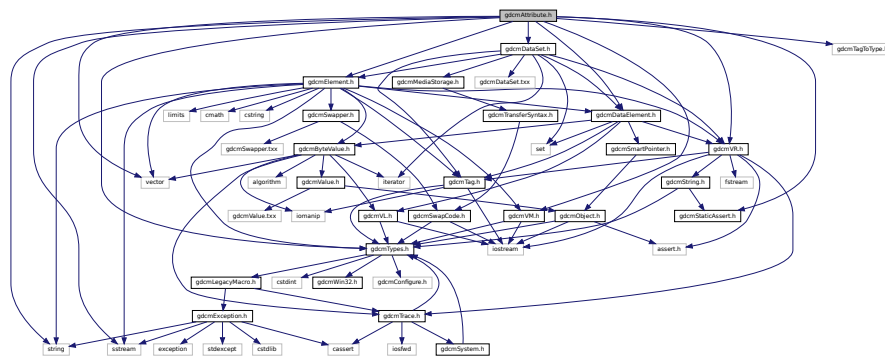 gdcmAttribute.h
gdcmDataSet.h
gdcmTagToType.h
gdcmElement.h
gdcmMediaStorage.h
gdcmDataSet.txx
limits
cmath
cstring
gdcmSwapper.h
gdcmTransferSyntax.h
gdcmDataElement.h
gdcmSwapper.txx
gdcmByteValue.h
set
gdcmSmartPointer.h
gdcmVR.h
vector
algorithm
gdcmValue.h
iterator
gdcmTag.h
gdcmString.h
fstream
gdcmValue.txx
iomanip
gdcmVL.h
gdcmSwapCode.h
gdcmVM.h
gdcmObject.h
gdcmStaticAssert.h
gdcmTypes.h
iostream
assert.h
gdcmLegacyMacro.h
cstdint
gdcmWin32.h
gdcmConfigure.h
gdcmException.h
gdcmTrace.h
string
sstream
exception
stdexcept
cstdlib
cassert
iosfwd
gdcmSystem.h